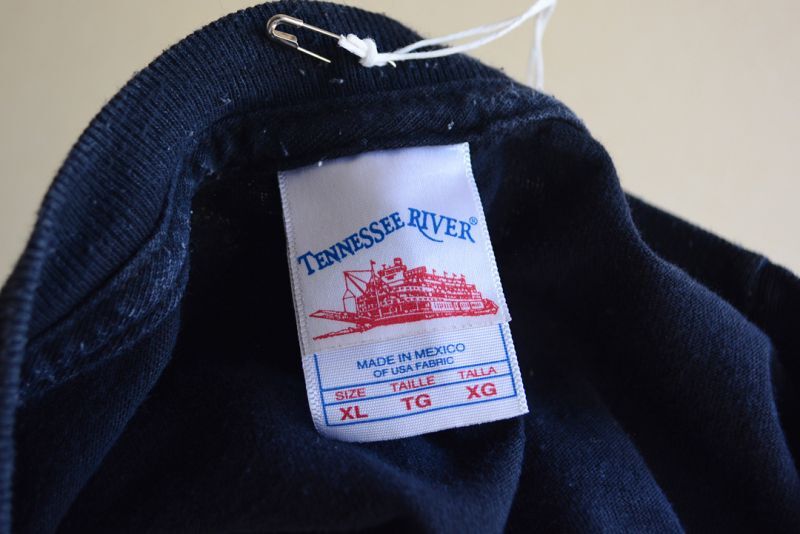 TENNESSEE RIVER®
MADE IN MEXICO
OF USA FABRIC
SIZE TAILLE TALLA
XL TG XG